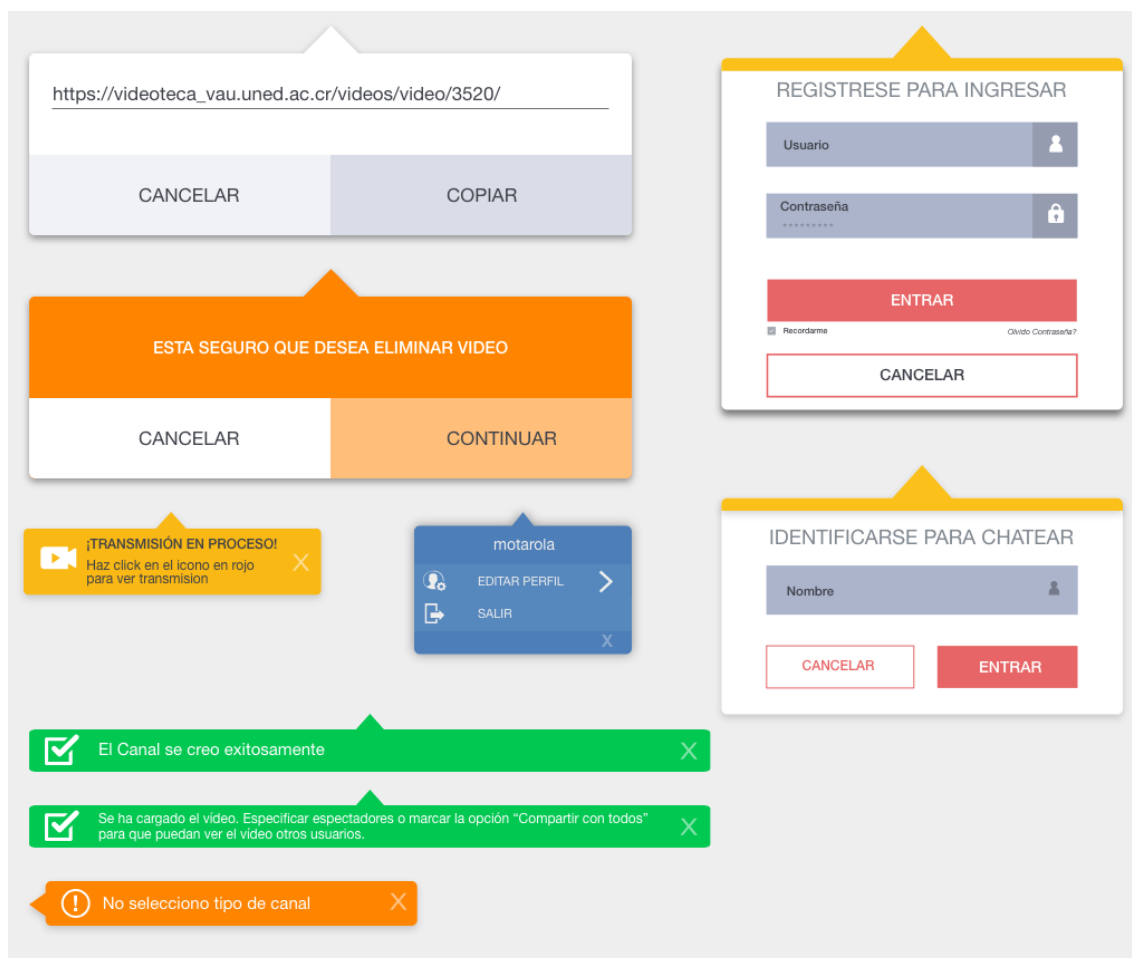 https://videoteca_vau.uned.ac.cr/videos/video/3520/
CANCELAR
COPIAR
ESTA SEGURO QUE DESEA ELIMINAR VIDEO
CANCELAR
CONTINUAR
¡TRANSMISIÓN EN PROCESO!
Haz click en el icono en rojo
para ver transmision
X
motarola
EDITAR PERFIL
SALIR
X
El Canal se creo exitosamente
X
Se ha cargado el vídeo. Especificar espectadores o marcar la opción “Compartir con todos”
para que puedan ver el vídeo otros usuarios.
X
No selecciono tipo de canal
X
REGISTRESE PARA INGRESAR
Usuario
Contraseña
*********
ENTRAR
Recordarme
Olvido Contraseña?
CANCELAR
IDENTIFICARSE PARA CHATEAR
Nombre
CANCELAR
ENTRAR